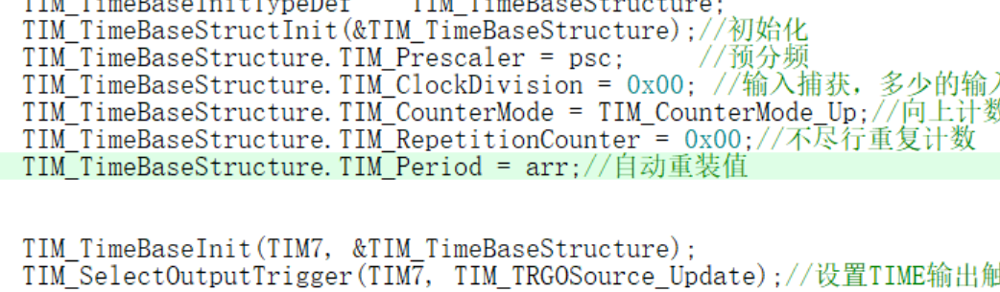 TIM_TimeBaseInitTypeDef    TIM_TimeBaseStructure;
TIM_TimeBaseStructInit(&TIM_TimeBaseStructure);//初始化
TIM_TimeBaseStructure.TIM_Prescaler = psc;     //预分频
TIM_TimeBaseStructure.TIM_ClockDivision = 0x00; //输入捕获，多少的输入
TIM_TimeBaseStructure.TIM_CounterMode = TIM_CounterMode_Up;//向上计数
TIM_TimeBaseStructure.TIM_RepetitionCounter = 0x00;//不尽行重复计数
TIM_TimeBaseStructure.TIM_Period = arr;//自动重装值
TIM_TimeBaseInit(TIM7, &TIM_TimeBaseStructure);
TIM_SelectOutputTrigger(TIM7, TIM_TRGOSource_Update);//设置TIME输出触